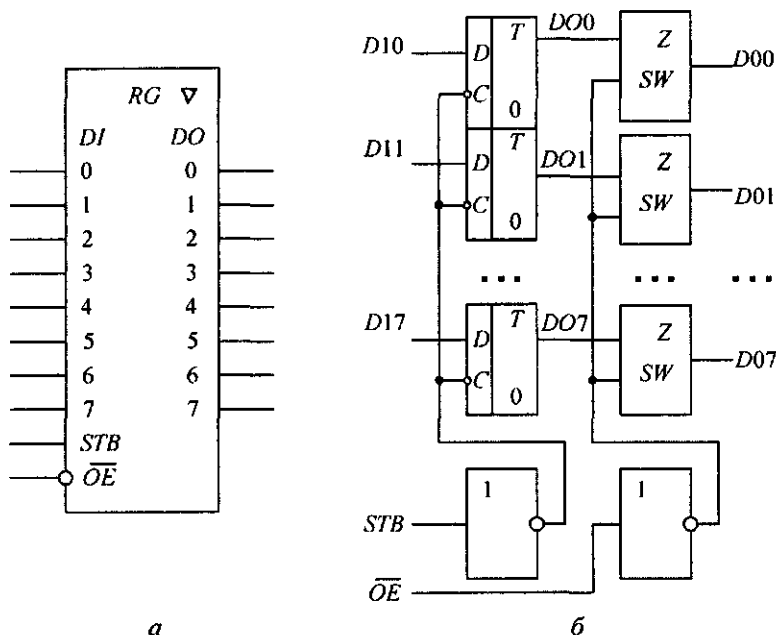 RG ∇
DI DO
0 0
1 1
2 2
3 3
4 4
5 5
6 6
7 7
STB
OE
а
D10
D
C
T
0
DO0
Z
SW
D00
D11
D
C
T
0
DO1
Z
SW
D01
... ... ...
D17
D
C
T
0
DO7
Z
SW
D07
STB
1
1
OE
б